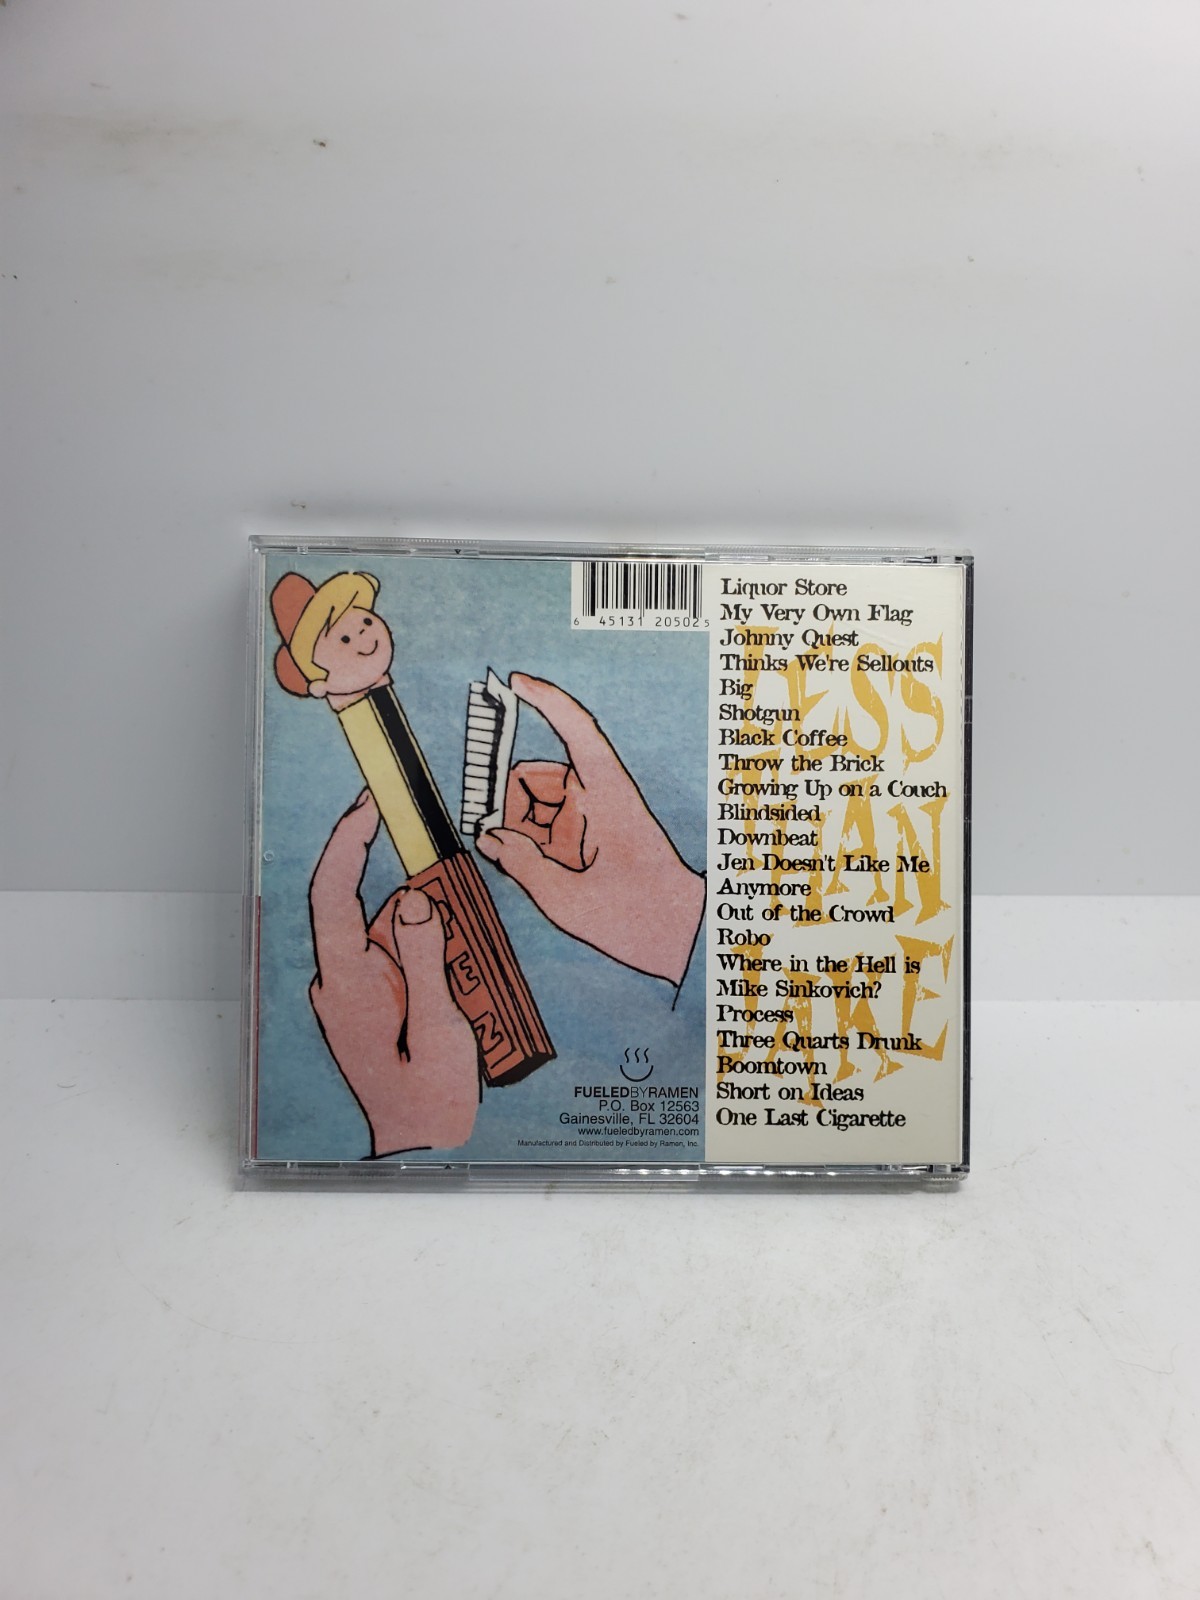 6 45131 20502 5
LESS
THAN
JAKE
Liquor Store
My Very Own Flag
Johnny Quest
Thinks We're Sellouts
Big
Shotgun
Black Coffee
Throw the Brick
Growing Up on a Couch
Blindsided
Downbeat
Jen Doesn't Like Me
Anymore
Out of the Crowd
Robo
Where in the Hell is
Mike Sinkovich?
Process
Three Quarts Drunk
Boomtown
Short on Ideas
One Last Cigarette
FUELEDBYRAMEN
P.O. Box 12563
Gainesville, FL 32604
www.fueledbyramen.com
Manufactured and Distributed by Fueled by Ramen, Inc.